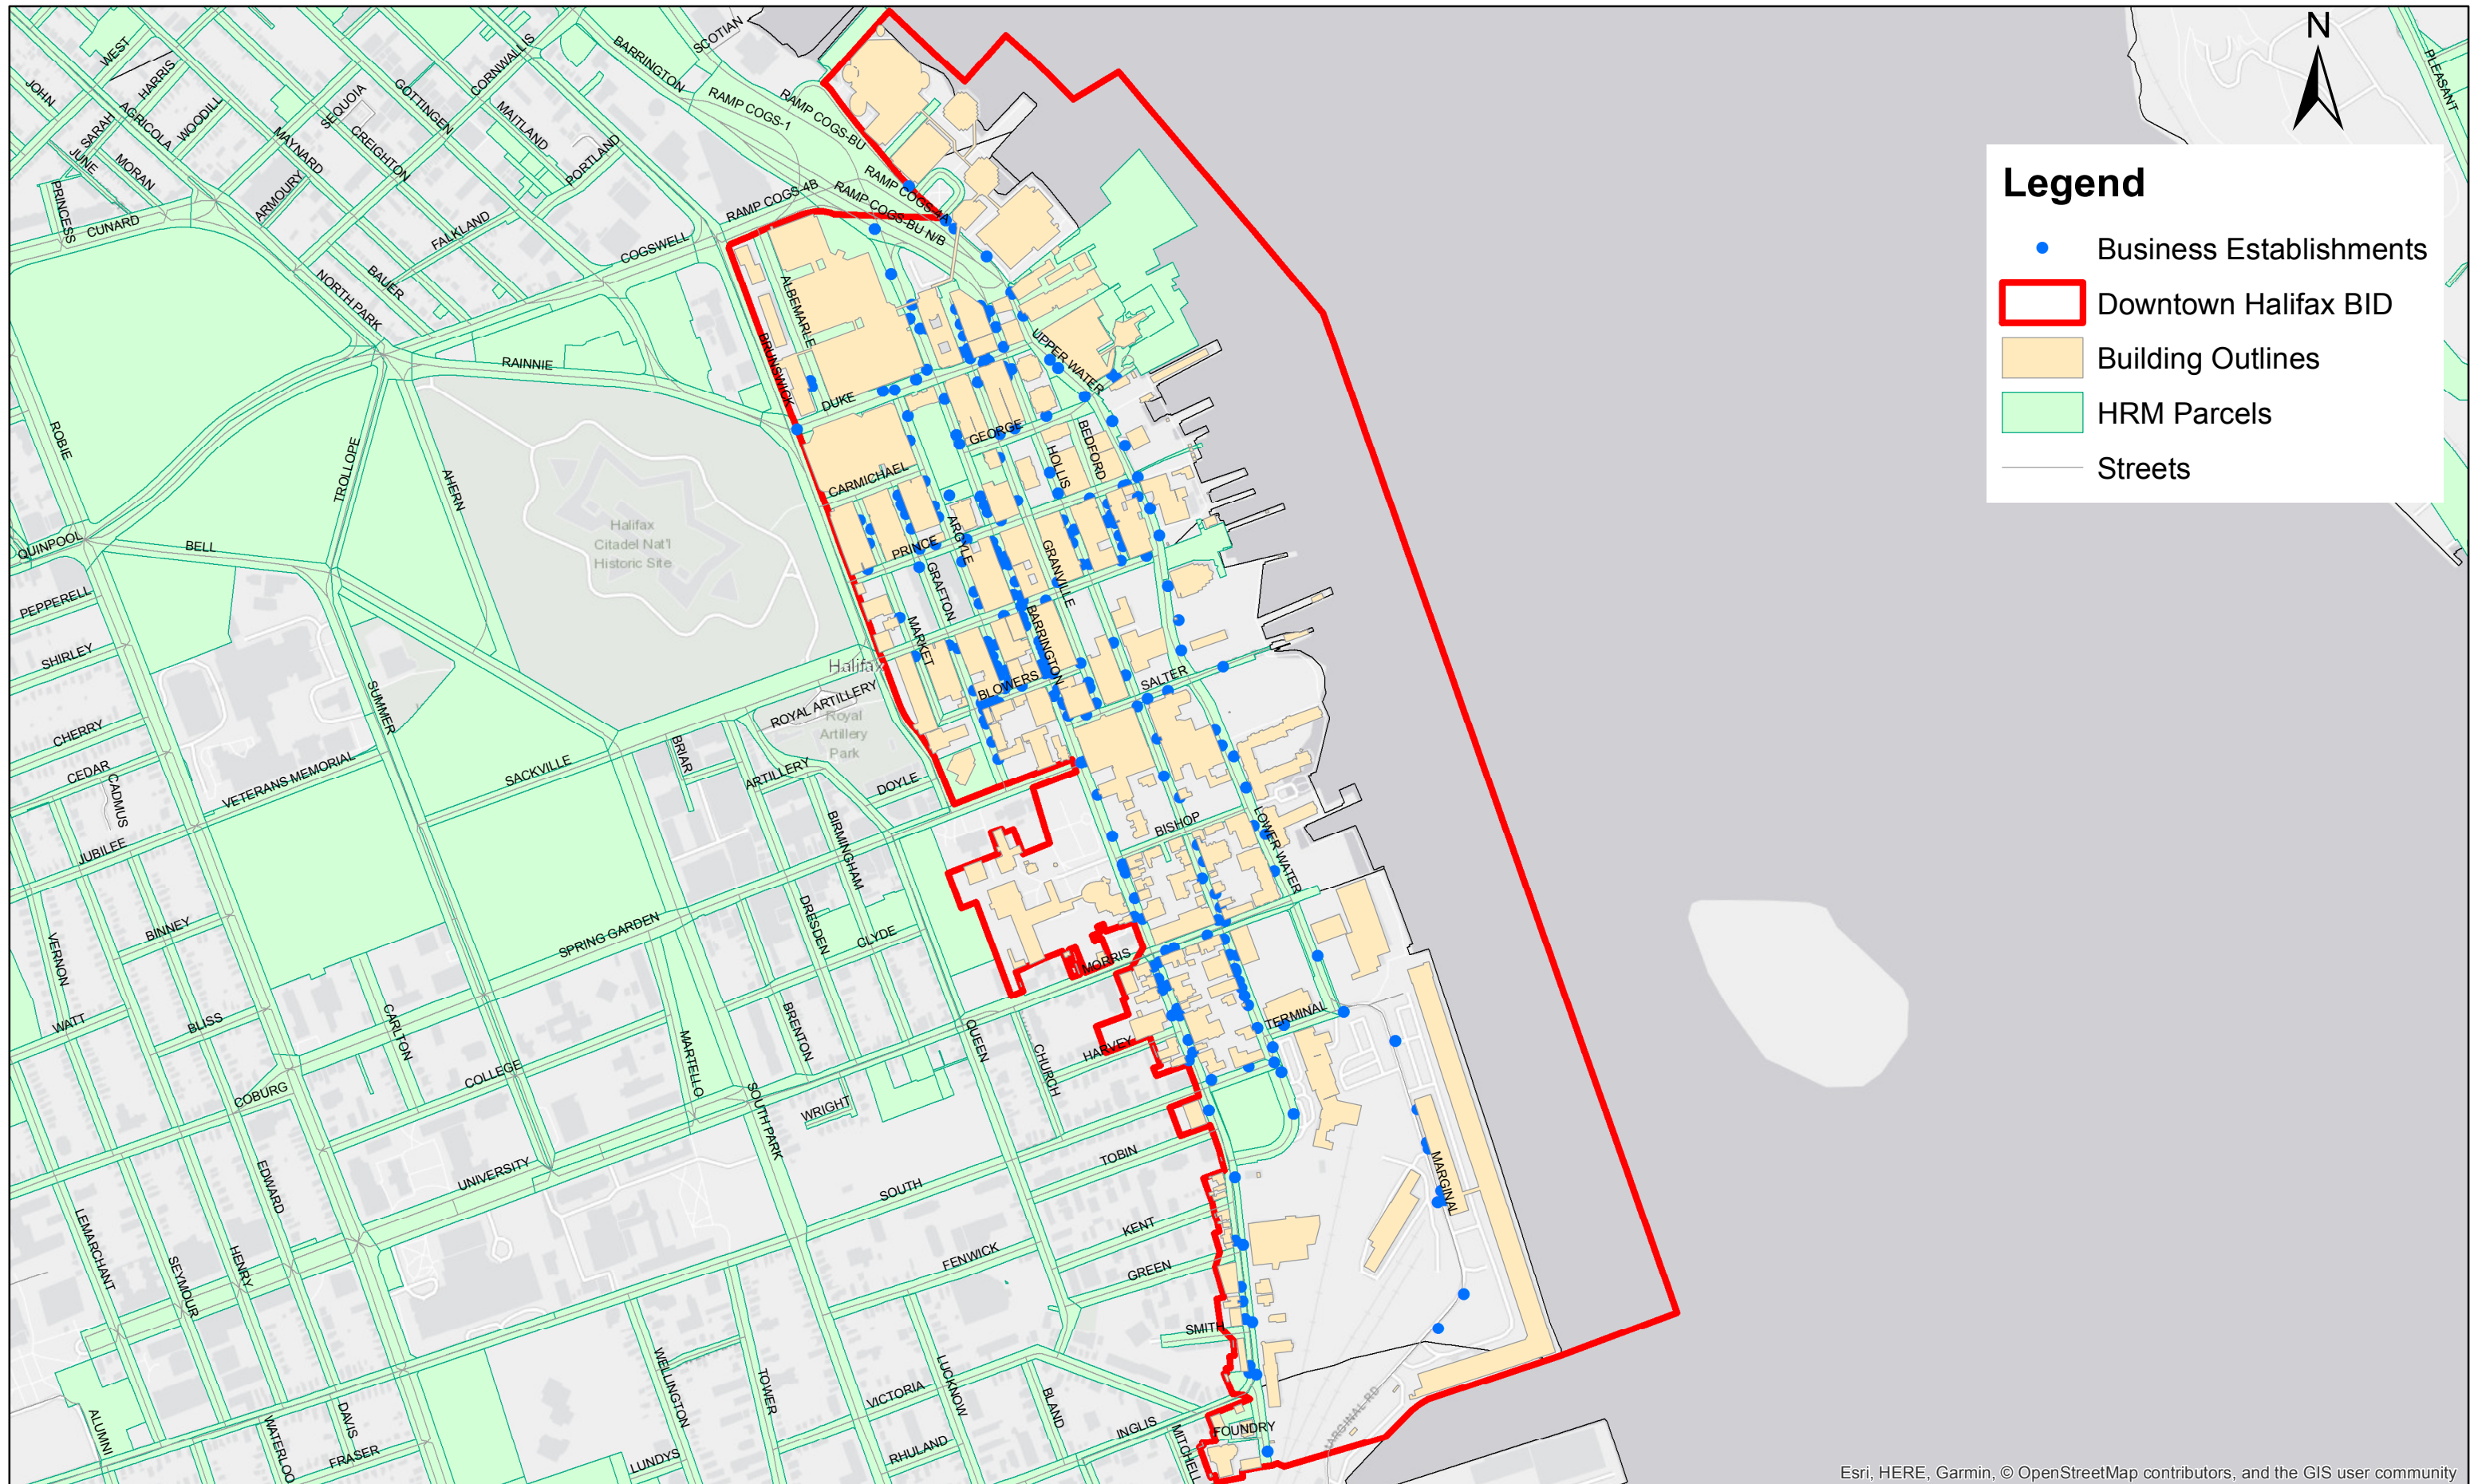 N
Legend
Business Establishments
Downtown Halifax BID
Building Outlines
HRM Parcels
Streets
SCOTIAN
BARRINGTON
WEST
HARRIS
JOHN
AGRICOLA
SARAH
WOODILL
JUNE
MORAN
PRINCESS
CUNARD
SEQUOIA
GOTTINGEN
CORNWALLIS
MAITLAND
MAYNARD
CREIGHTON
PORTLAND
ARMOURY
FALKLAND
BAUER
NORTH PARK
COGSWELL
RAMP COGS-1
RAMP COGS-BU
RAMP COGS-4B
RAMP COGS-4A
RAMP COGS-BU N/B
PLEASANT
ALBEMARLE
BRUNSWICK
RAINNIE
UPPER WATER
DUKE
GEORGE
BEDFORD
HOLLIS
CARMICHAEL
ROBIE
TROLLOPE
AHERN
ARGYLE
PRINCE
GRANVILLE
GRAFTON
Halifax
Citadel Nat'l
Historic Site
QUINPOOL
BELL
PEPPERELL
MARKET
BARRINGTON
SHIRLEY
Halifax
BLOWERS
SALTER
SUMMER
ROYAL ARTILLERY
Royal
Artillery
Park
CHERRY
CEDAR
CADMUS
VETERANS MEMORIAL
SACKVILLE
BRIAR
ARTILLERY
DOYLE
JUBILEE
BIRMINGHAM
BISHOP
LOWER WATER
VERNON
BINNEY
SPRING GARDEN
DRESDEN
CLYDE
MORRIS
WATT
BLISS
CARLTON
MARTELLO
BRENTON
QUEEN
CHURCH
HARVEY
TERMINAL
COBURG
COLLEGE
WRIGHT
SOUTH PARK
TOBIN
EDWARD
UNIVERSITY
SOUTH
MARGINAL
LEMARCHANT
SEYMOUR
HENRY
KENT
FENWICK
GREEN
SMITH
WELLINGTON
TOWER
LUCKNOW
VICTORIA
BLAND
INGLIS
MITCHELL
FOUNDRY
MARGINAL RD
ALUMNI
WATERLOO
DAVIS
FRASER
LUNDYS
RHULAND
Esri, HERE, Garmin, © OpenStreetMap contributors, and the GIS user community